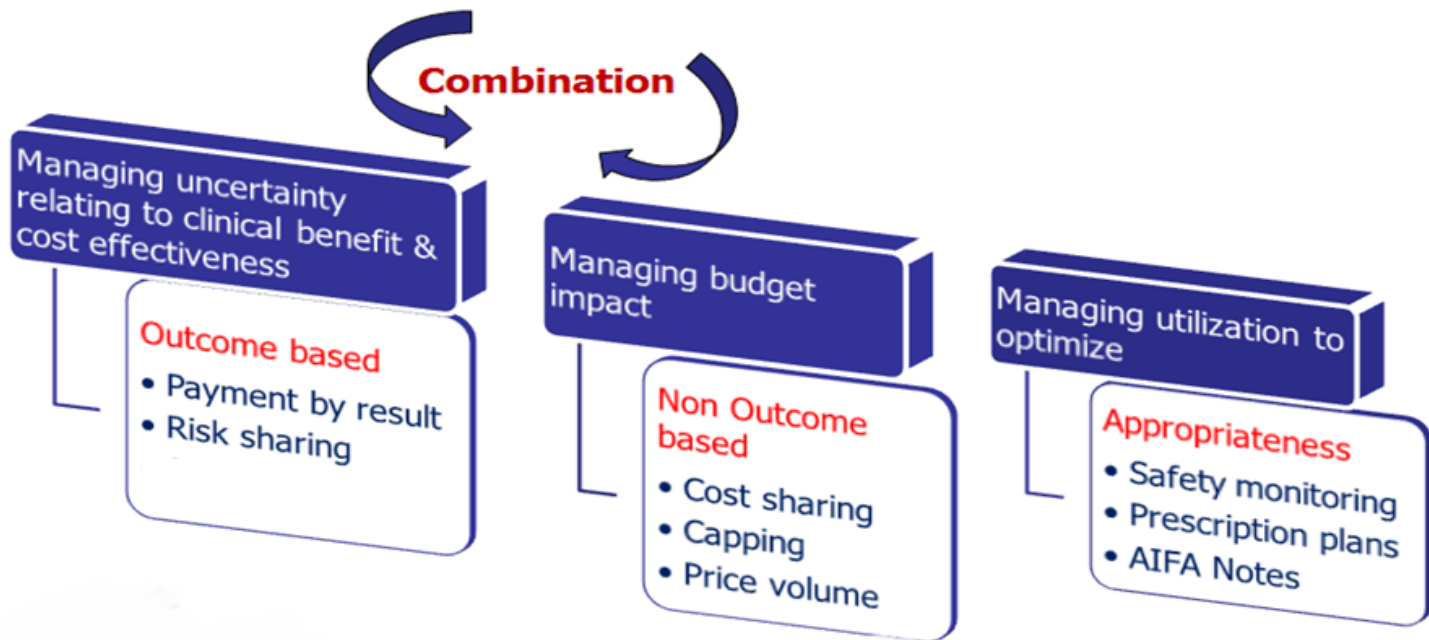 Combination
Managing uncertainty
relating to clinical benefit &
cost effectiveness
Outcome based
• Payment by result
• Risk sharing
Managing budget
impact
Non Outcome
based
• Cost sharing
• Capping
• Price volume
Managing utilization to
optimize
Appropriateness
• Safety monitoring
• Prescription plans
• AIFA Notes